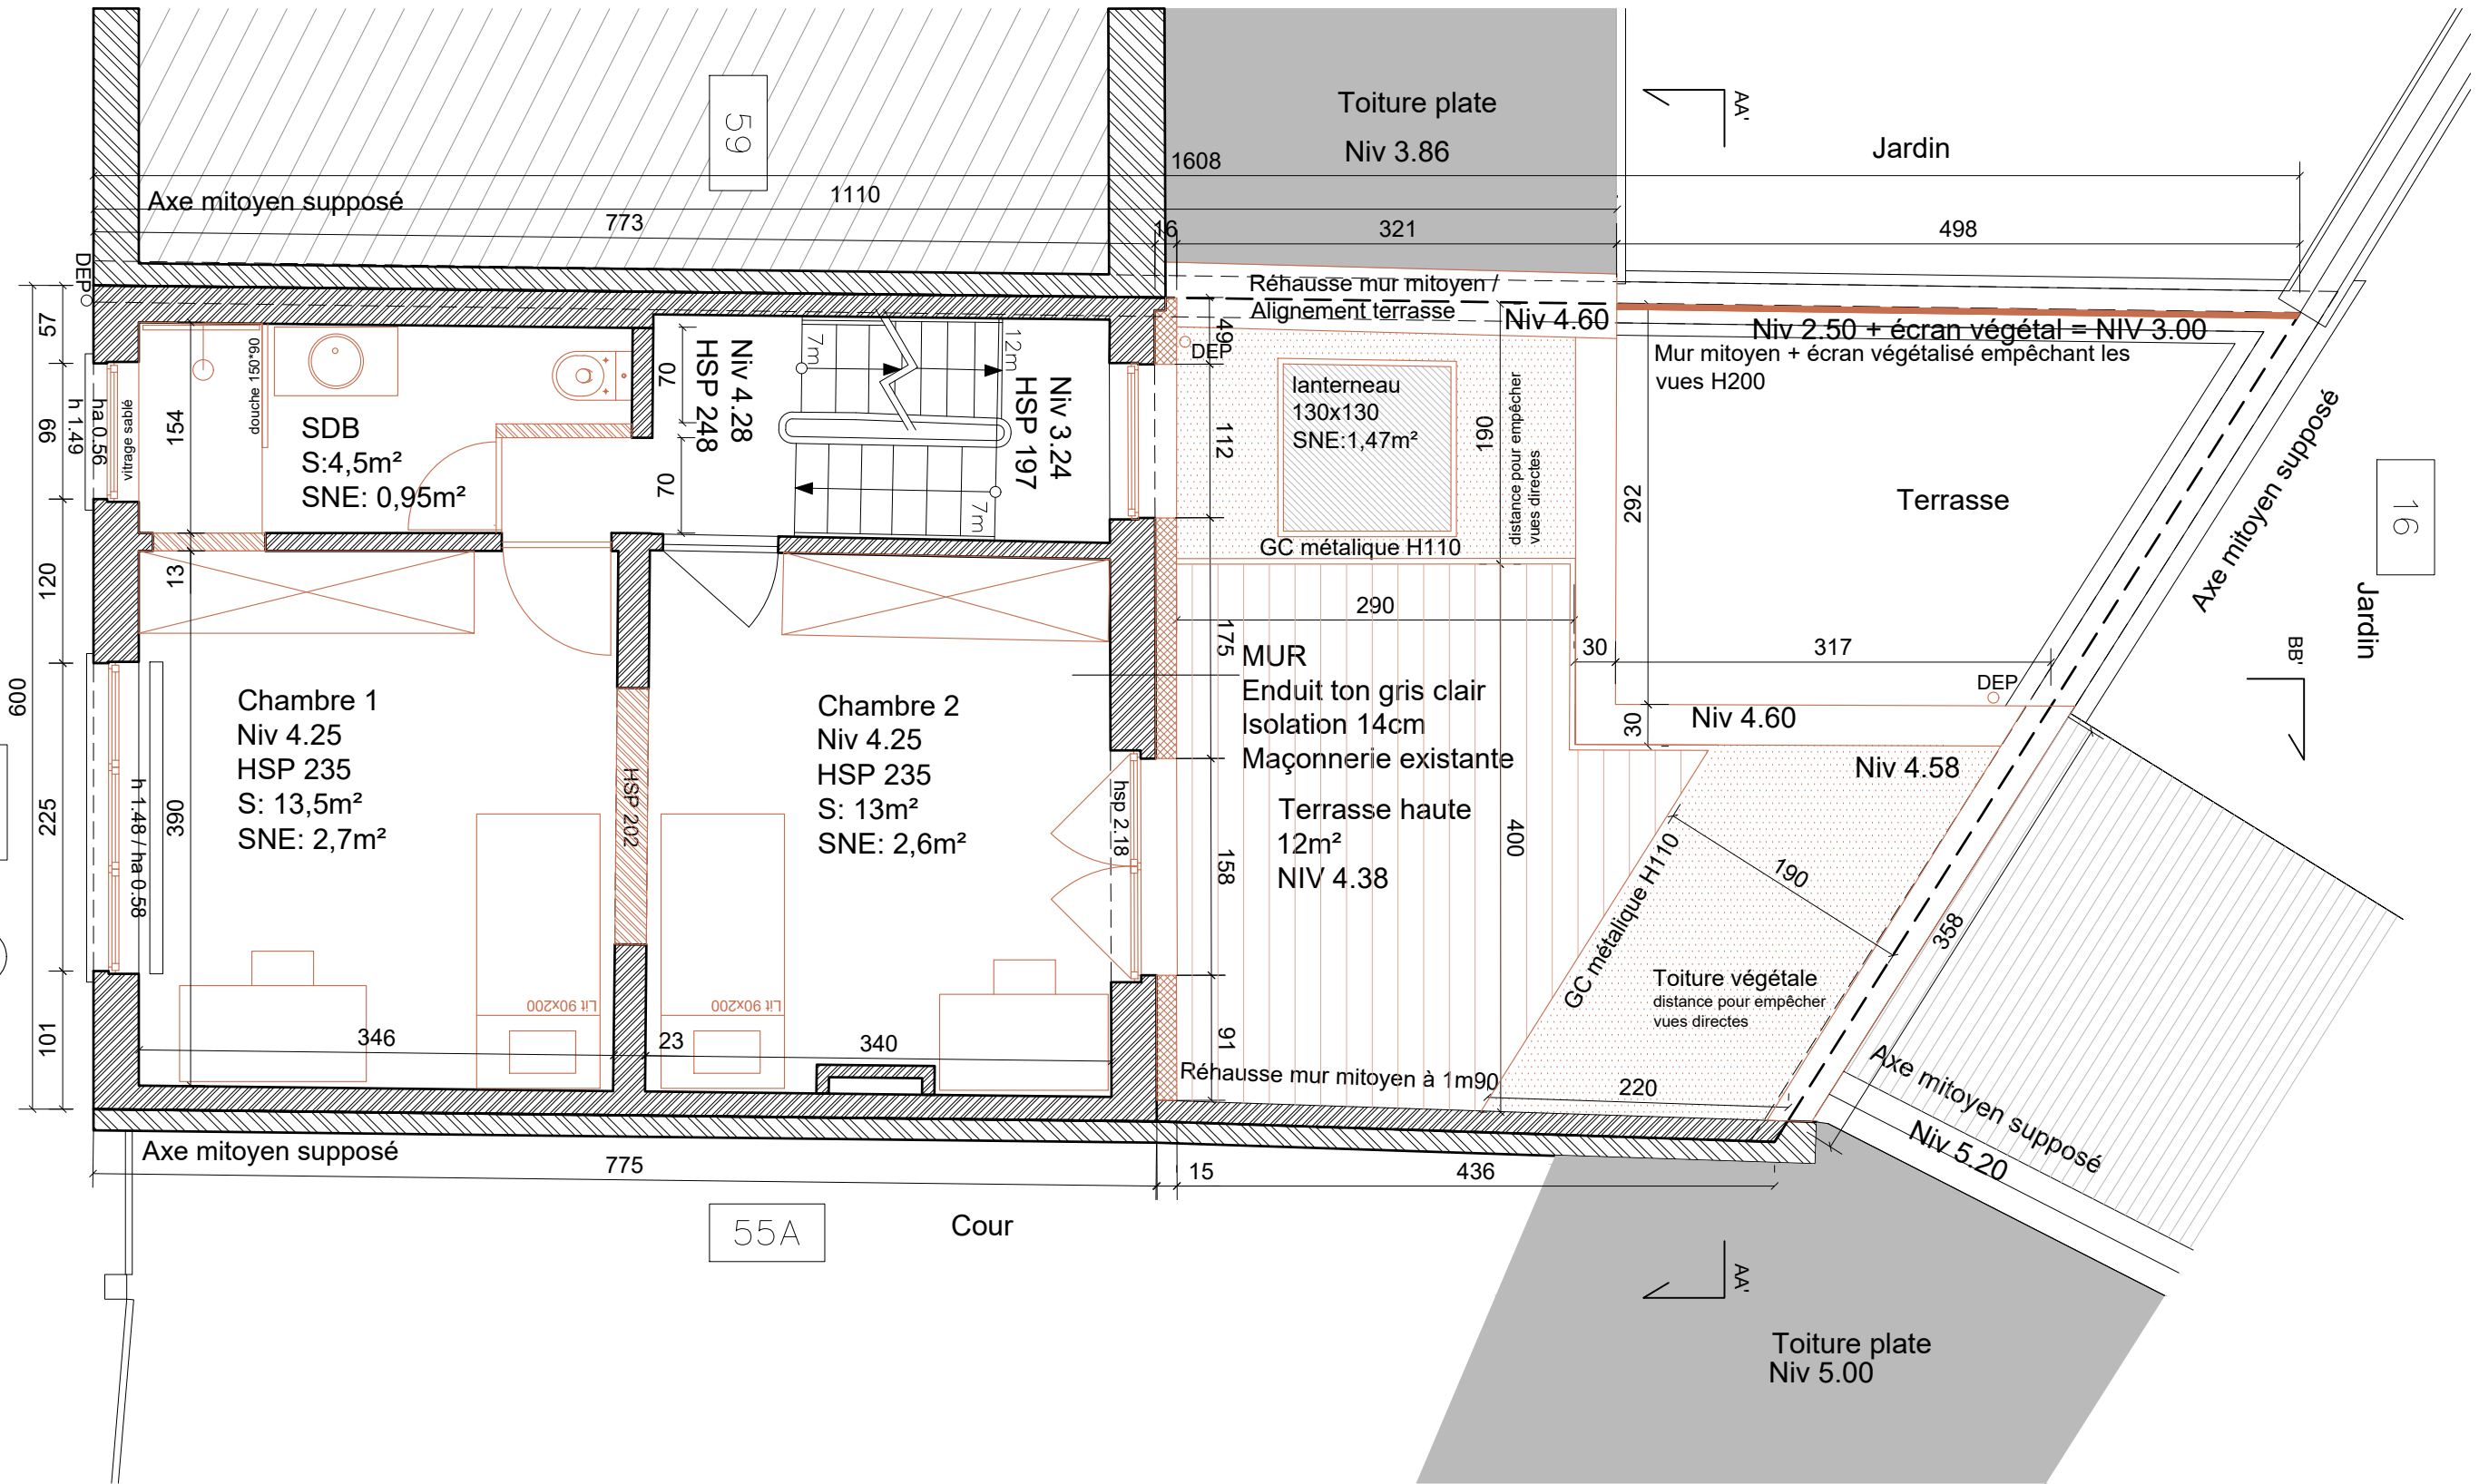 Toiture plate
Niv 3.86
AA'
Jardin
59
1608
1110
Axe mitoyen supposé
773
16
321
498
DEP
Réhausse mur mitoyen /
Alignement terrasse
Niv 4.60
Niv 2.50 + écran végétal = NIV 3.00
Mur mitoyen + écran végétalisé empêchant les
vues H200
57
99
120
225
101
600
h 1.49
ha 0.56
vitrage sablé
154
douche 150*90
SDB
S:4,5m²
SNE: 0,95m²
70
70
Niv 4.28
HSP 248
7m
12m
7m
Niv 3.24
HSP 197
49
DEP
112
lanterneau
130x130
SNE:1,47m²
190
distance pour empêcher
vues directes
GC métalique H110
292
Terrasse
Axe mitoyen supposé
16
Jardin
BB'
13
290
175
30
317
DEP
30
Niv 4.60
MUR
Enduit ton gris clair
Isolation 14cm
Maçonnerie existante
Chambre 1
Niv 4.25
HSP 235
S: 13,5m²
SNE: 2,7m²
h 1.48 / ha 0.58
390
HSP 202
Chambre 2
Niv 4.25
HSP 235
S: 13m²
SNE: 2,6m²
hsp 2.18
158
Terrasse haute
12m²
NIV 4.38
400
Niv 4.58
190
GC métalique H110
358
Toiture végétale
distance pour empêcher
vues directes
Lit 90x200
Lit 90x200
346
23
340
91
Réhausse mur mitoyen à 1m90
220
Axe mitoyen supposé
Niv 5.20
Axe mitoyen supposé
775
15
436
55A
Cour
AA'
Toiture plate
Niv 5.00